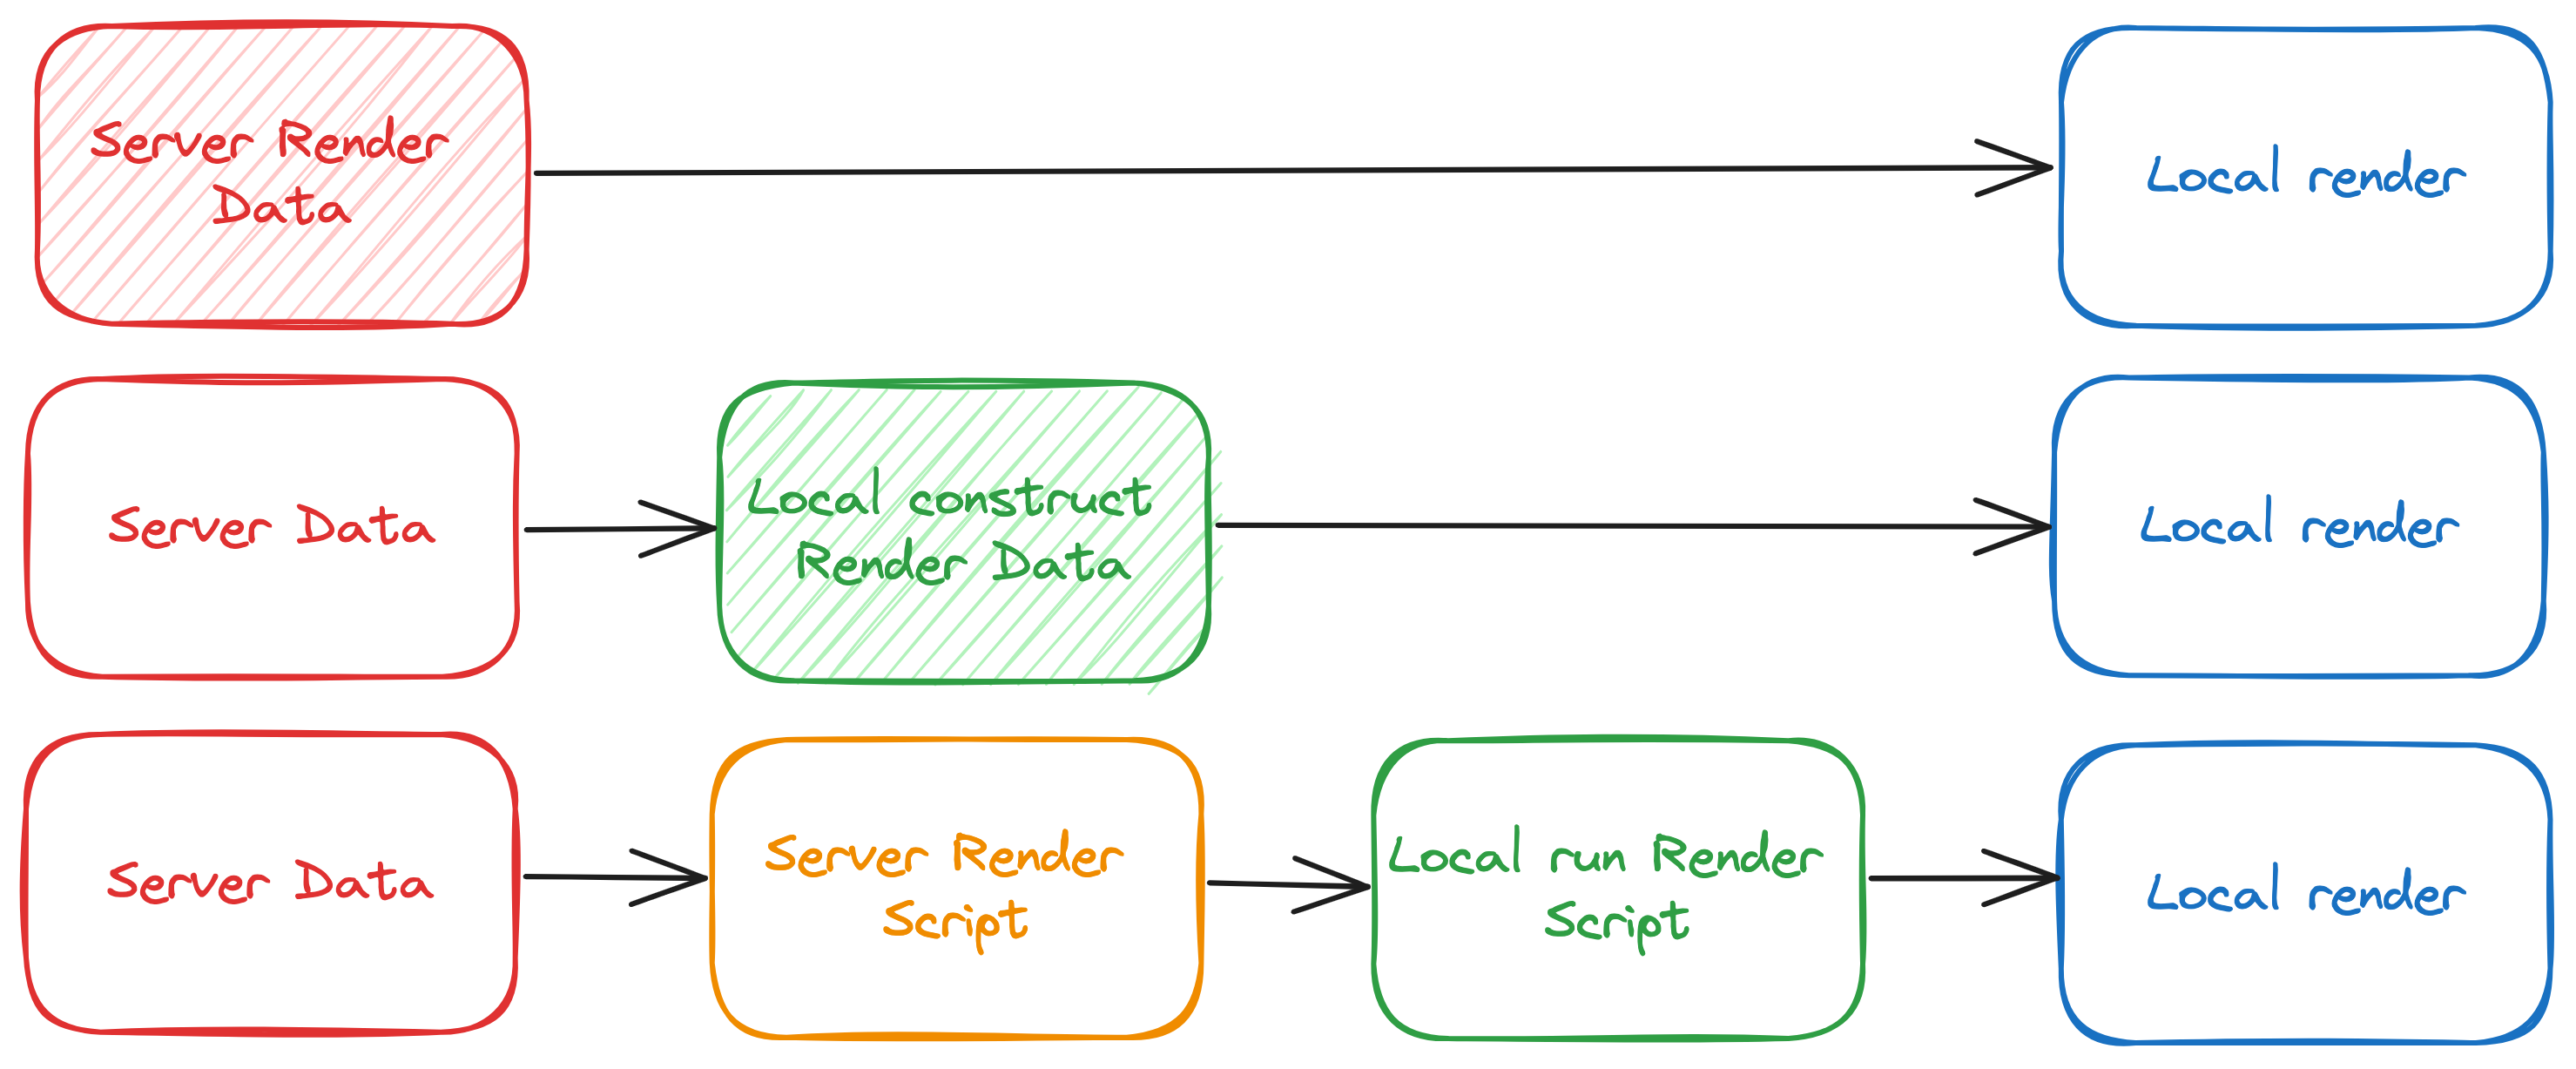 Server Render
Data
Local render
Server Data
Local construct
Render Data
Local render
Server Data
Server Render
Script
Local run Render
Script
Local render